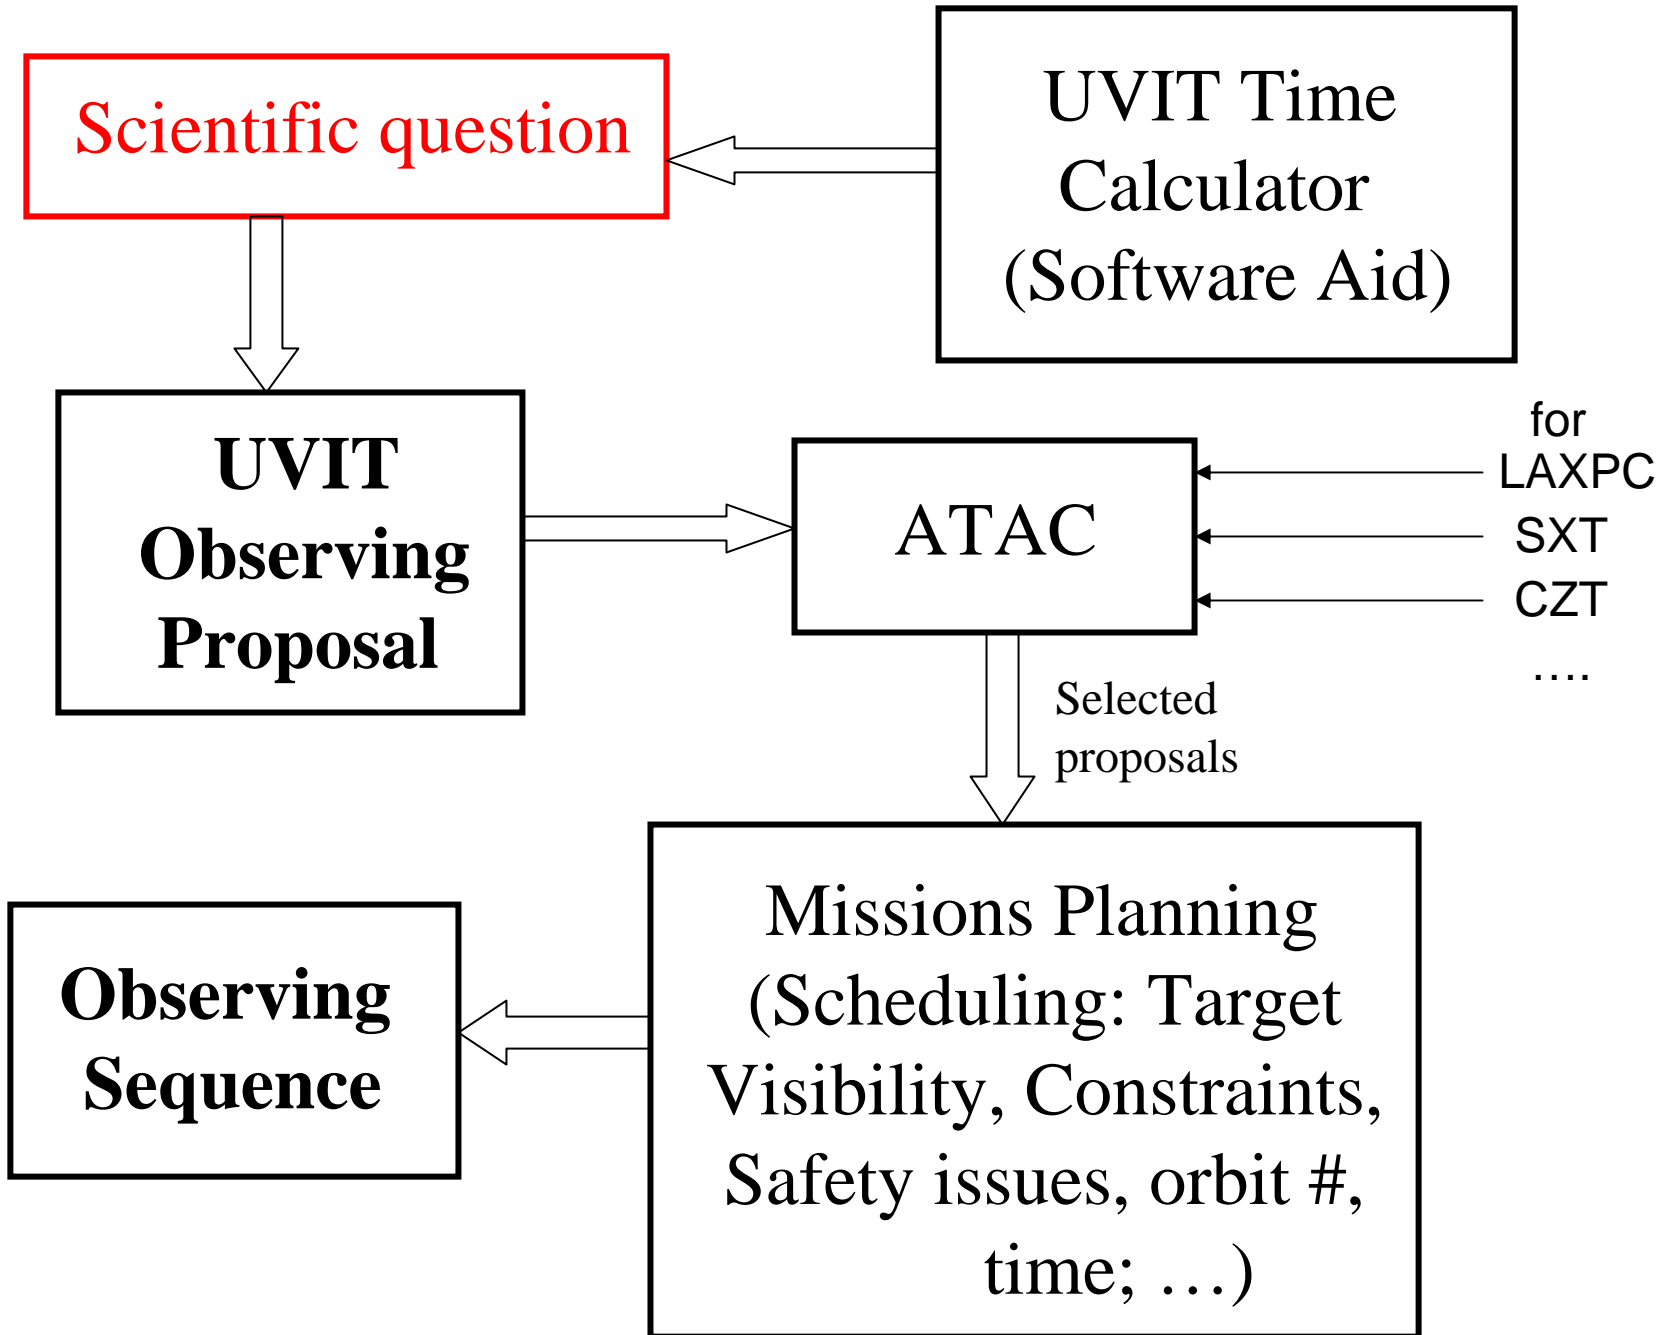 Scientific question
UVIT Time
Calculator
(Software Aid)
UVIT
Observing
Proposal
ATAC
for
LAXPC
SXT
CZT
....
Selected
proposals
Missions Planning
(Scheduling: Target
Visibility, Constraints,
Safety issues, orbit #,
time; …)
Observing
Sequence